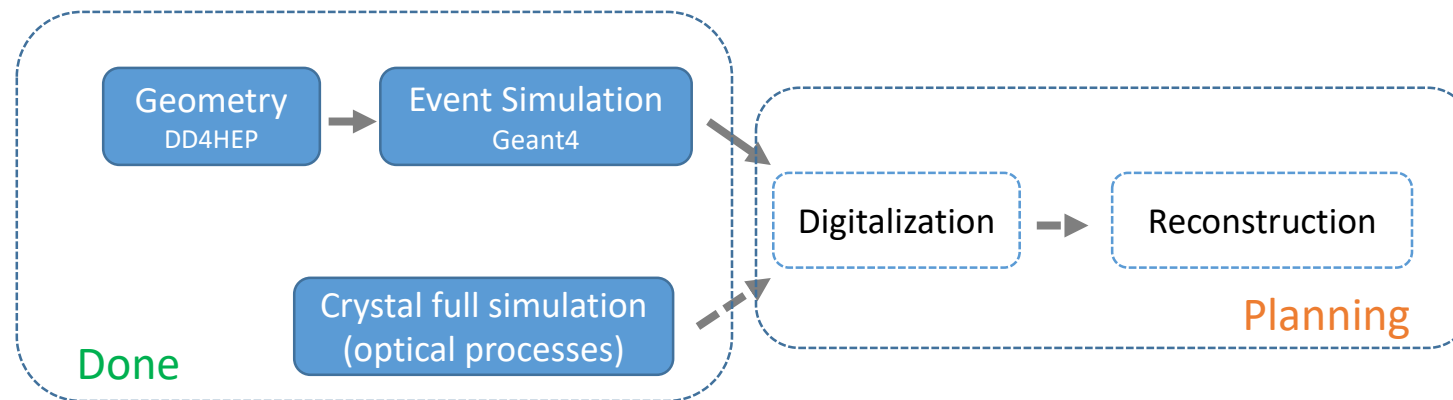 Geometry
DD4HEP
Event Simulation
Geant4
Digitalization
Reconstruction
Crystal full simulation
(optical processes)
Planning
Done